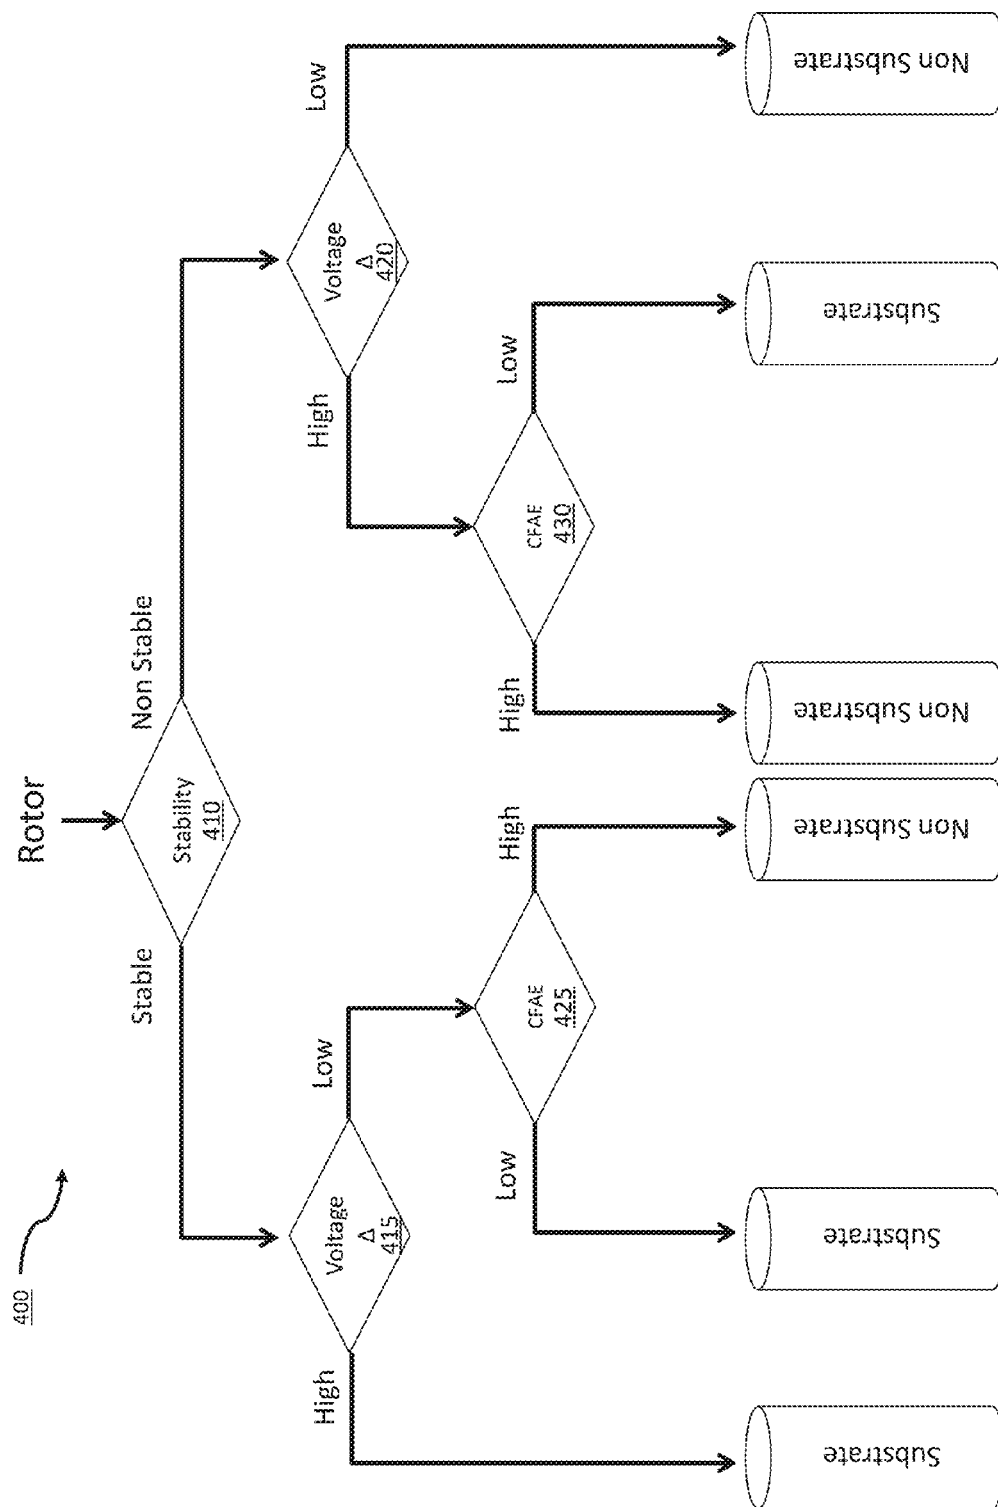 400
Rotor
Stability
410
Stable
Non Stable
Voltage
Δ
415
Voltage
Δ
420
High
Low
High
Low
CFAE
425
CFAE
430
Low
High
High
Low
Substrate
Substrate
Non Substrate
Non Substrate
Substrate
Non Substrate